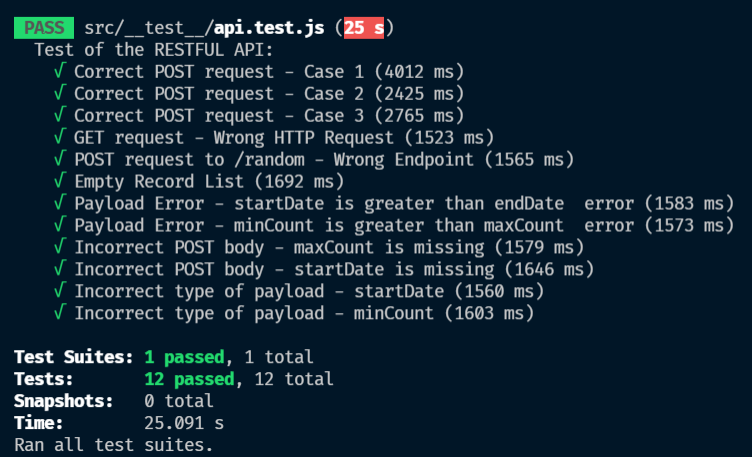 PASS src/__test__/api.test.js (25 s)
Test of the RESTFUL API:
√ Correct POST request - Case 1 (4012 ms)
√ Correct POST request - Case 2 (2425 ms)
√ Correct POST request - Case 3 (2765 ms)
√ GET request - Wrong HTTP Request (1523 ms)
√ POST request to /random - Wrong Endpoint (1565 ms)
√ Empty Record List (1692 ms)
√ Payload Error - startDate is greater than endDate  error (1583 ms)
√ Payload Error - minCount is greater than maxCount  error (1573 ms)
√ Incorrect POST body - maxCount is missing (1579 ms)
√ Incorrect POST body - startDate is missing (1646 ms)
√ Incorrect type of payload - startDate (1560 ms)
√ Incorrect type of payload - minCount (1603 ms)
Test Suites: 1 passed, 1 total
Tests: 12 passed, 12 total
Snapshots: 0 total
Time: 25.091 s
Ran all test suites.